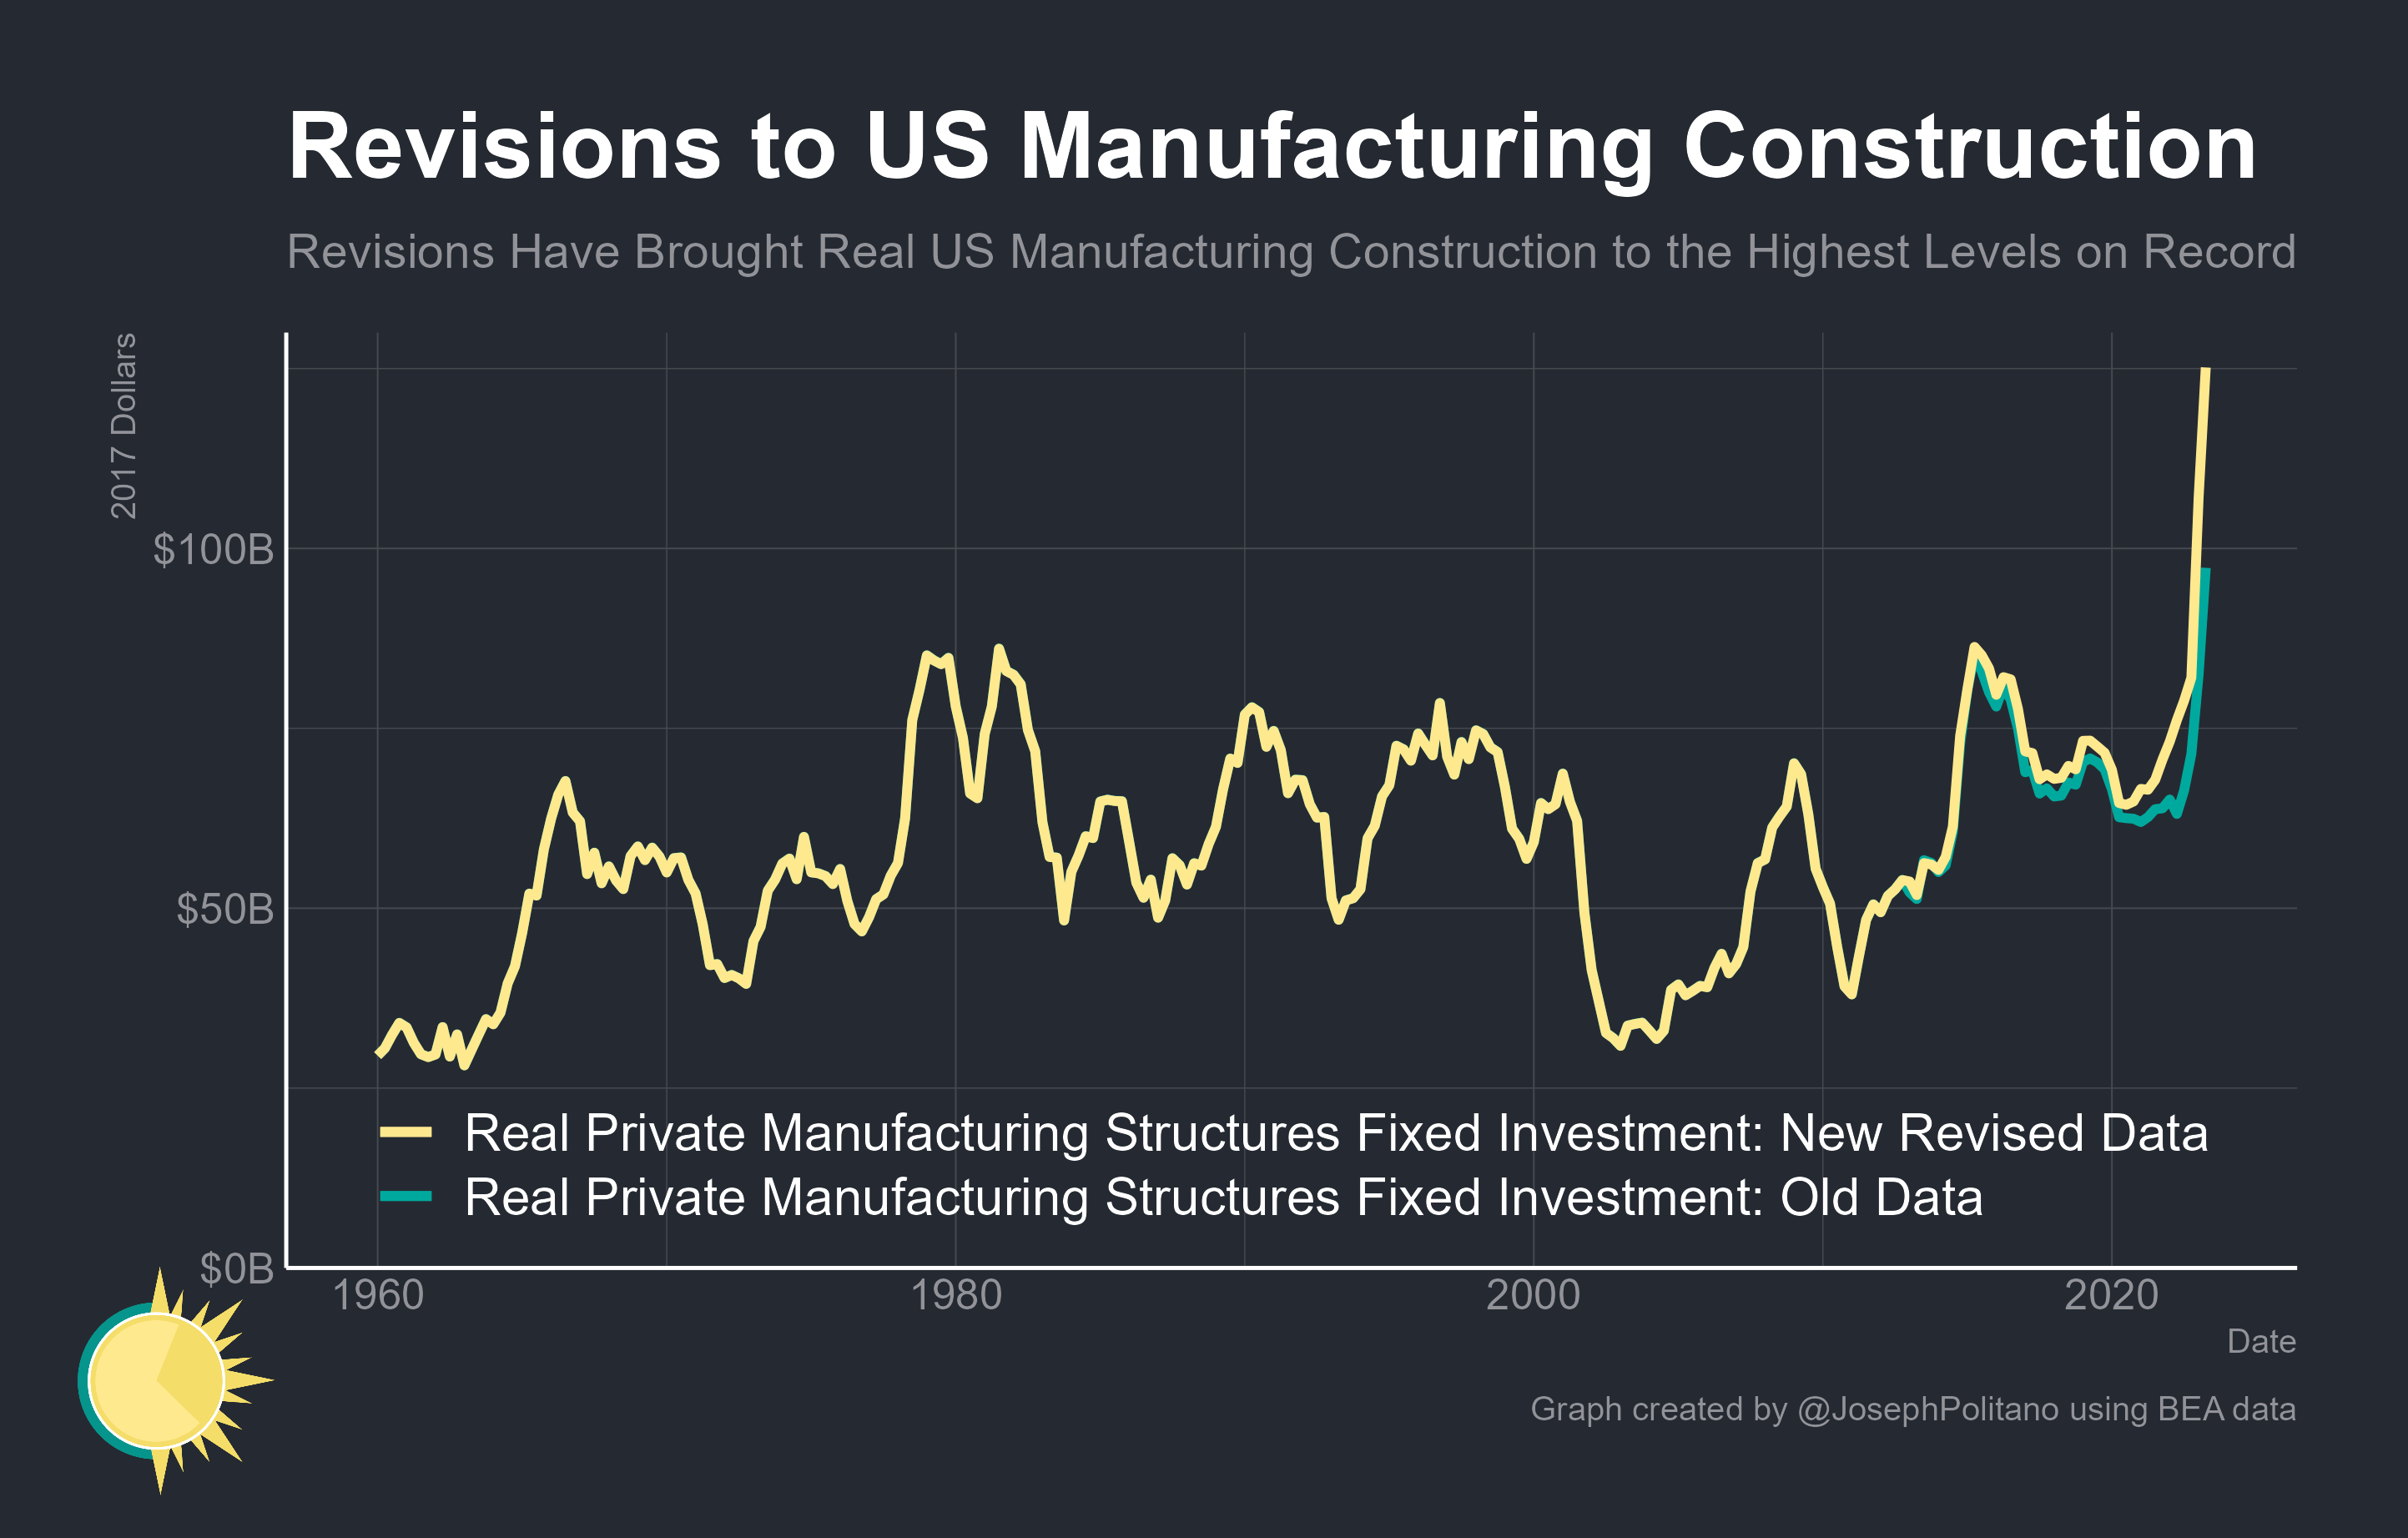 Revisions to US Manufacturing Construction
Revisions Have Brought Real US Manufacturing Construction to the Highest Levels on Record
2017 Dollars
$100B
$50B
$0B
Real Private Manufacturing Structures Fixed Investment: New Revised Data
Real Private Manufacturing Structures Fixed Investment: Old Data
1960 1980 2000 2020
Date
Graph created by @JosephPolitano using BEA data